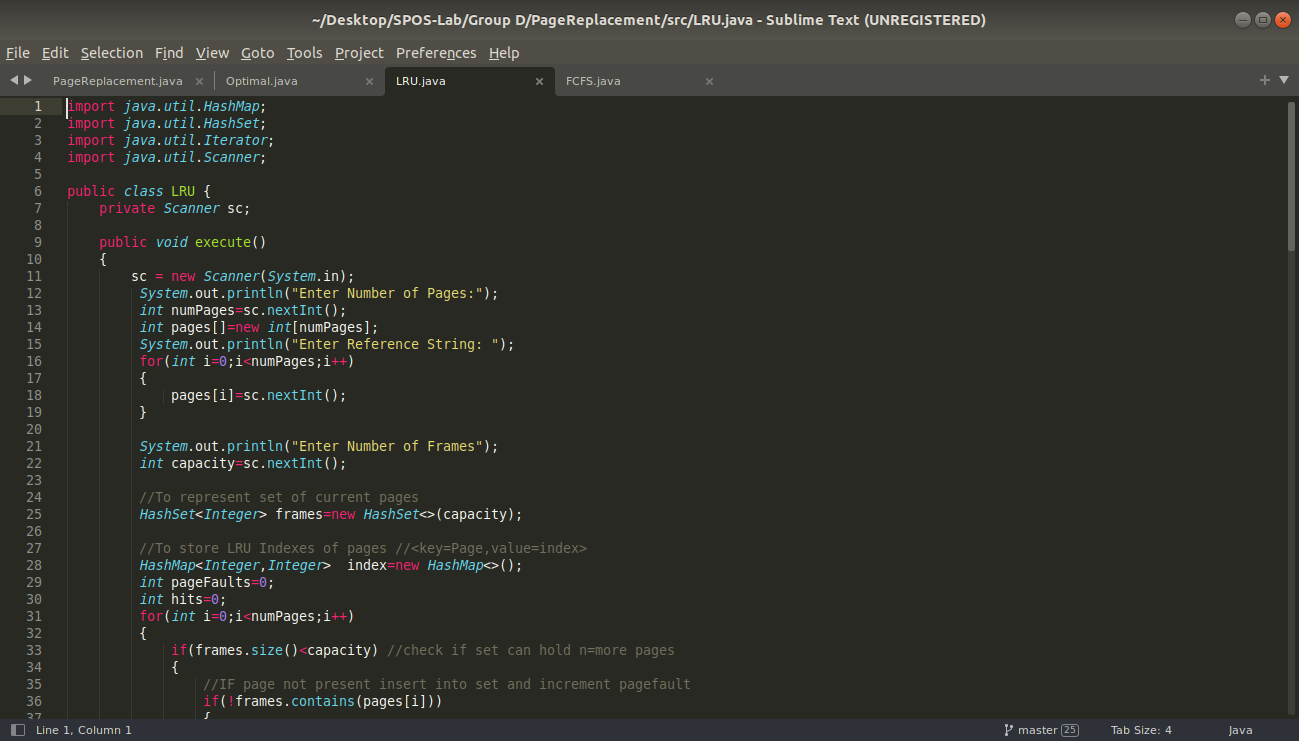 ~/Desktop/SPOS-Lab/Group D/PageReplacement/src/LRU.java - Sublime Text (UNREGISTERED)
File Edit Selection Find View Goto Tools Project Preferences Help
PageReplacement.java Optimal.java LRU.java FCFS.java
1 import java.util.HashMap;
2 import java.util.HashSet;
3 import java.util.Iterator;
4 import java.util.Scanner;
5
6 public class LRU {
7     private Scanner sc;
8
9     public void execute()
10     {
11         sc = new Scanner(System.in);
12          System.out.println("Enter Number of Pages:");
13          int numPages=sc.nextInt();
14          int pages[]=new int[numPages];
15          System.out.println("Enter Reference String: ");
16          for(int i=0;i<numPages;i++)
17          {
18              pages[i]=sc.nextInt();
19          }
20
21          System.out.println("Enter Number of Frames");
22          int capacity=sc.nextInt();
23
24          //To represent set of current pages
25          HashSet<Integer> frames=new HashSet<>(capacity);
26
27          //To store LRU Indexes of pages //<key=Page,value=index>
28          HashMap<Integer,Integer>  index=new HashMap<>();
29          int pageFaults=0;
30          int hits=0;
31          for(int i=0;i<numPages;i++)
32          {
33              if(frames.size()<capacity) //check if set can hold n=more pages
34              {
35                  //IF page not present insert into set and increment pagefault
36                  if(!frames.contains(pages[i]))
37                  {
Line 1, Column 1 master 25 Tab Size: 4 Java